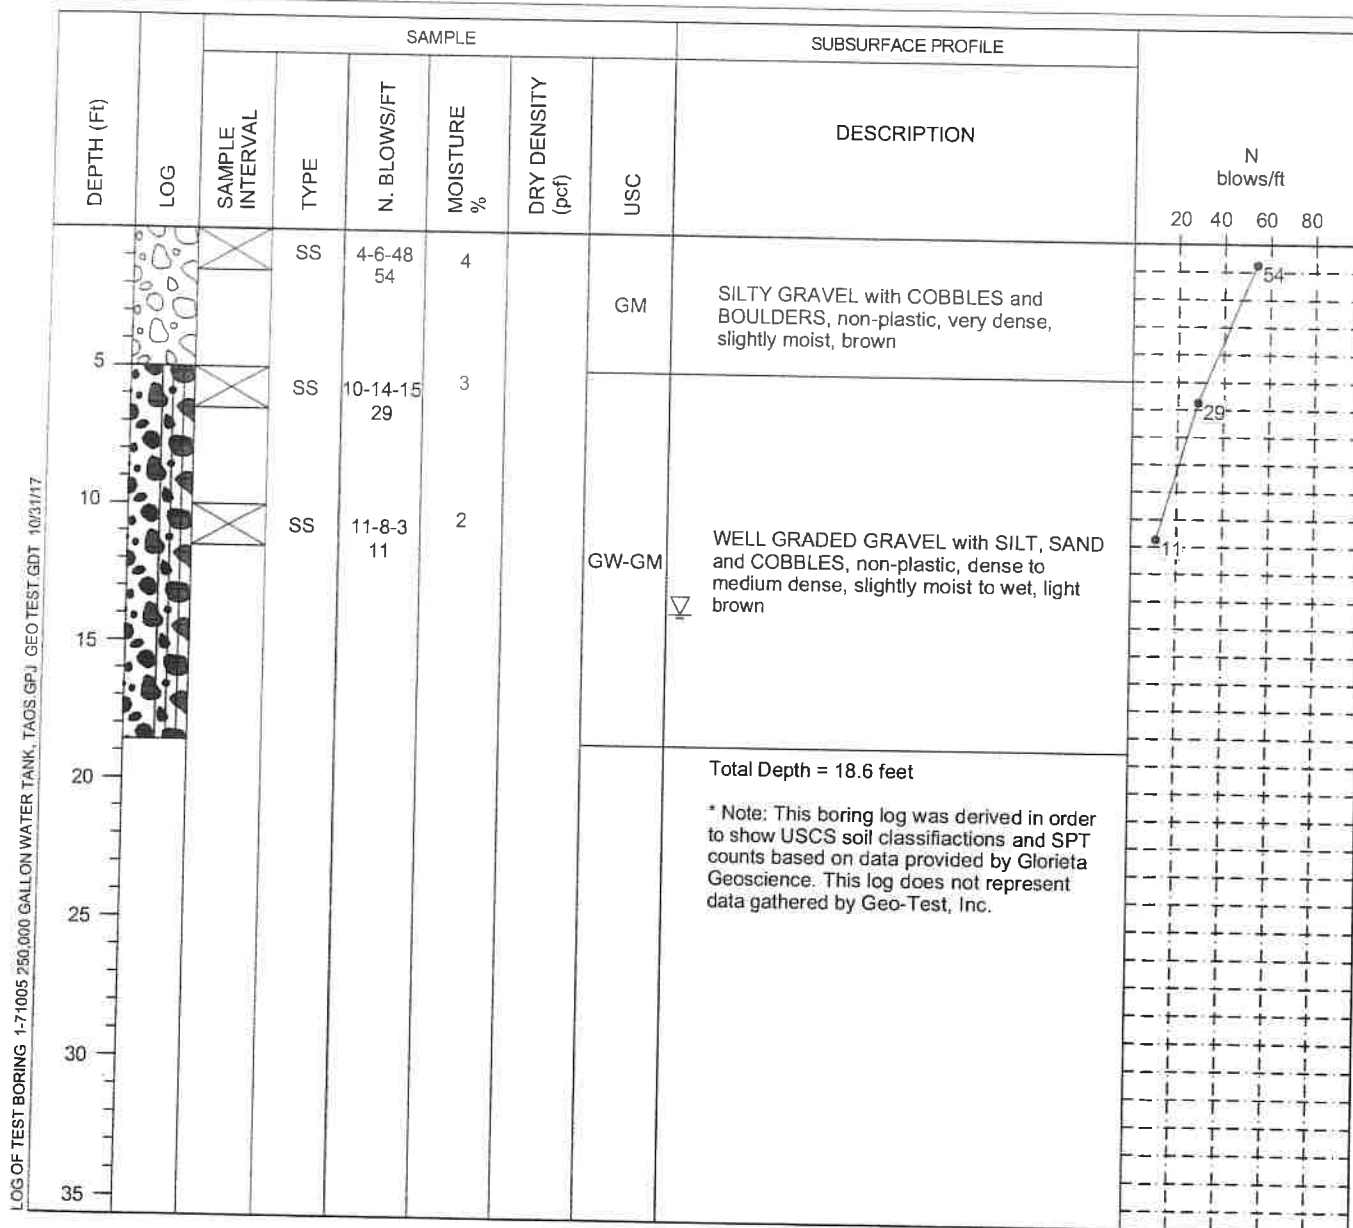 SAMPLE
SUBSURFACE PROFILE
DEPTH (Ft)
LOG
SAMPLE
INTERVAL
TYPE
N. BLOWS/FT
MOISTURE
%
DRY DENSITY
(pcf)
USC
DESCRIPTION
N
blows/ft
20 40 60 80
SS
4-6-48
54
4
GM
SILTY GRAVEL with COBBLES and
BOULDERS, non-plastic, very dense,
slightly moist, brown
54
5
SS
10-14-15
29
3
29
10
SS
11-8-3
11
2
GW-GM
WELL GRADED GRAVEL with SILT, SAND
and COBBLES, non-plastic, dense to
medium dense, slightly moist to wet, light
brown
11
15
20
Total Depth = 18.6 feet
* Note: This boring log was derived in order
to show USCS soil classifiactions and SPT
counts based on data provided by Glorieta
Geoscience. This log does not represent
data gathered by Geo-Test, Inc.
25
30
35
LOG OF TEST BORING 1-71005 250,000 GALLON WATER TANK, TAOS.GPJ GEO TEST.GDT 10/31/17